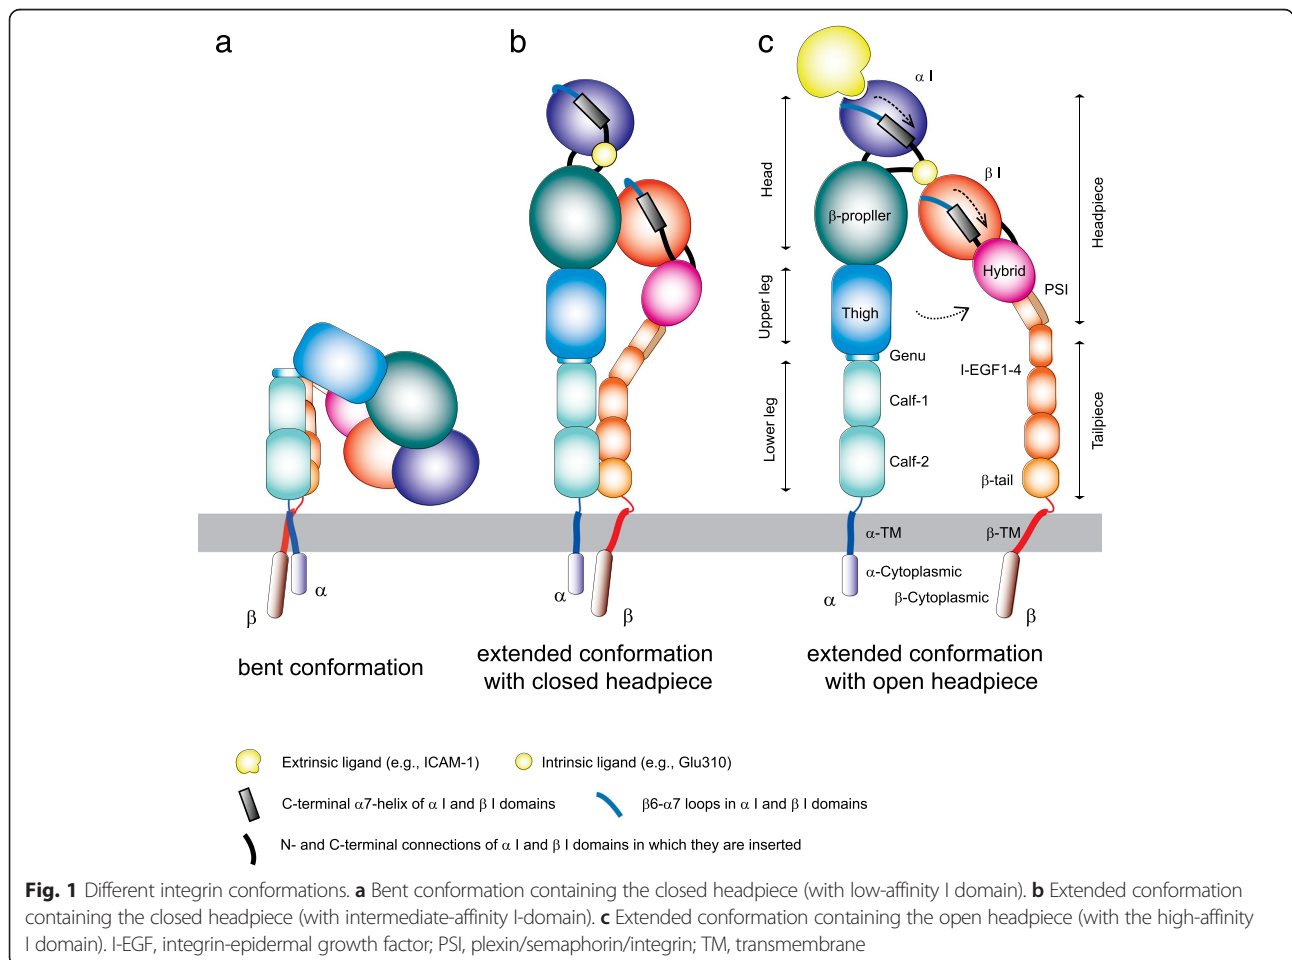 a
b
c
α I
β I
Head
Headpiece
β-propller
Hybrid
PSI
Upper leg
Thigh
Genu
I-EGF1-4
Calf-1
Lower leg
Tailpiece
Calf-2
β-tail
α-TM
β-TM
α-Cytoplasmic
β-Cytoplasmic
β
α
α
β
α
β
bent conformation
extended conformation
with closed headpiece
extended conformation
with open headpiece
Extrinsic ligand (e.g., ICAM-1)
Intrinsic ligand (e.g., Glu310)
C-terminal α7-helix of α I and β I domains
β6-α7 loops in α I and β I domains
N- and C-terminal connections of α I and β I domains in which they are inserted
Fig. 1 Different integrin conformations. a Bent conformation containing the closed headpiece (with low-affinity I domain). b Extended conformation
containing the closed headpiece (with intermediate-affinity I-domain). c Extended conformation containing the open headpiece (with the high-affinity
I domain). I-EGF, integrin-epidermal growth factor; PSI, plexin/semaphorin/integrin; TM, transmembrane